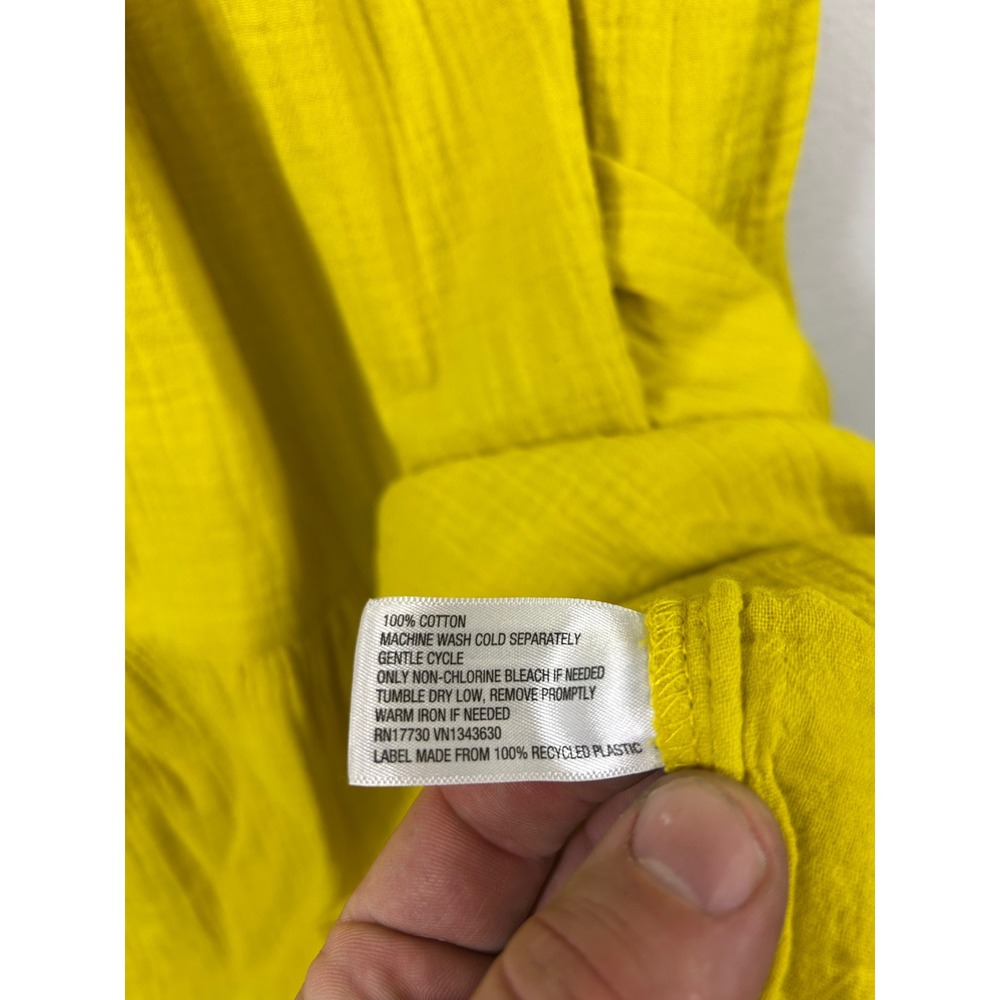 100% COTTON
MACHINE WASH COLD SEPARATELY
GENTLE CYCLE
ONLY NON-CHLORINE BLEACH IF NEEDED
TUMBLE DRY LOW, REMOVE PROMPTLY
WARM IRON IF NEEDED
RN17730 VN1343630
LABEL MADE FROM 100% RECYCLED PLASTIC